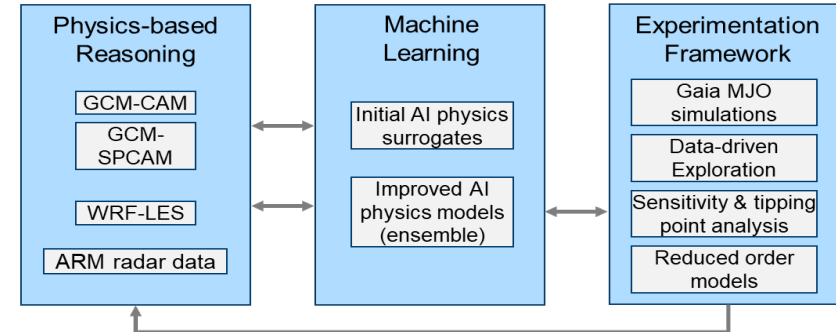 Physics-based
Reasoning
GCM-CAM
GCM-
SPCAM
WRF-LES
ARM radar data
Machine
Learning
Initial AI physics
surrogates
Improved AI
physics models
(ensemble)
Experimentation
Framework
Gaia MJO
simulations
Data-driven
Exploration
Sensitivity & tipping
point analysis
Reduced order
models